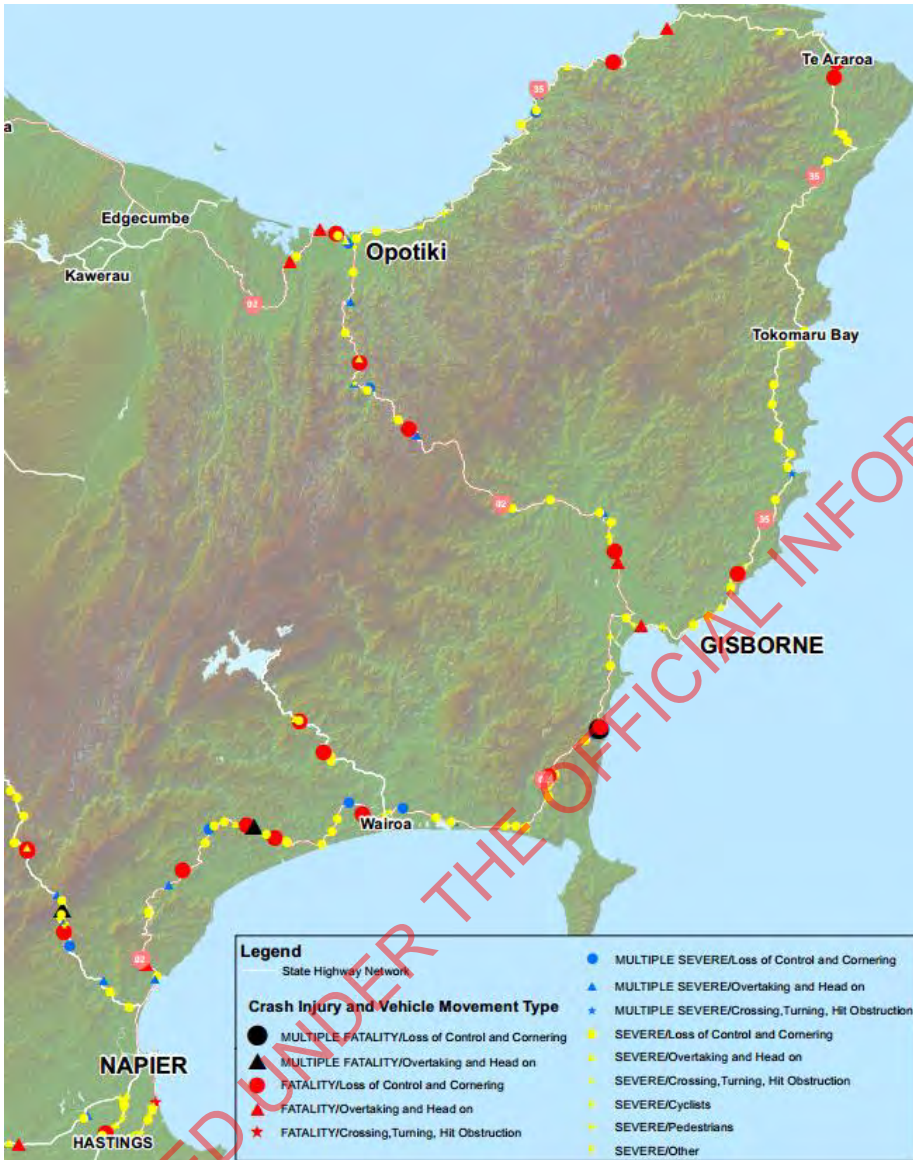 Te Araroa
35
a
35
Edgecumbe
Opotiki
Kawerau
02
Tokomaru Bay
02
35
GISBORNE
Wairoa
02
NAPIER
HASTINGS
ED UNDER THE OFFICIAL INFOR
Legend
State Highway Network
Crash Injury and Vehicle Movement Type
MULTIPLE FATALITY/Loss of Control and Cornering
MULTIPLE FATALITY/Overtaking and Head on
FATALITY/Loss of Control and Cornering
FATALITY/Overtaking and Head on
FATALITY/Crossing,Turning, Hit Obstruction
MULTIPLE SEVERE/Loss of Control and Cornering
MULTIPLE SEVERE/Overtaking and Head on
MULTIPLE SEVERE/Crossing,Turning, Hit Obstruction
SEVERE/Loss of Control and Cornering
SEVERE/Overtaking and Head on
SEVERE/Crossing,Turning, Hit Obstruction
SEVERE/Cyclists
SEVERE/Pedestrians
SEVERE/Other